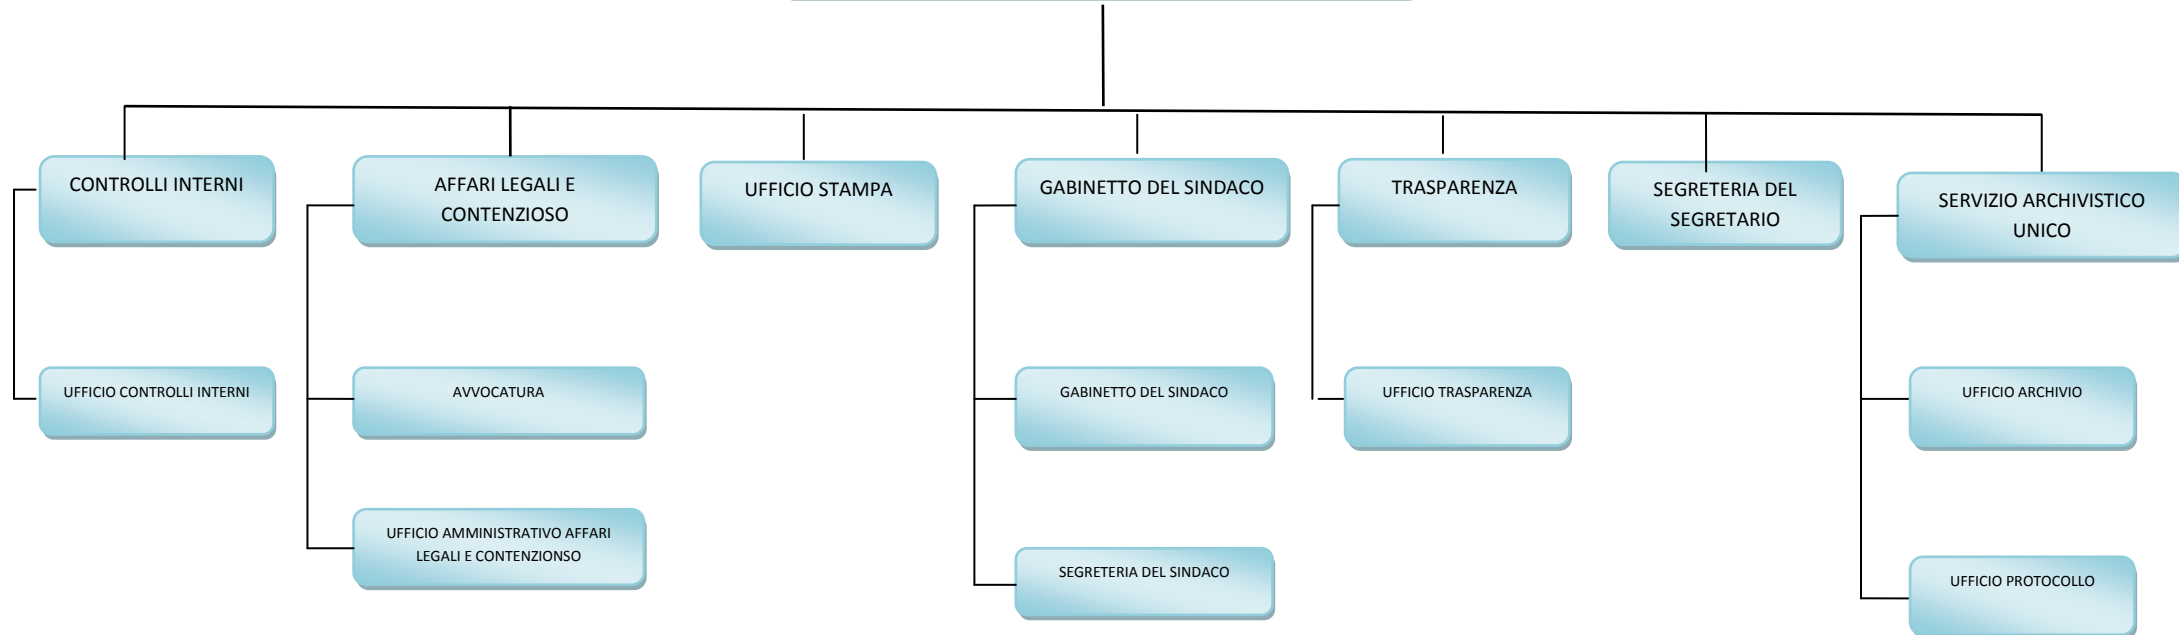 CONTROLLI INTERNI
AFFARI LEGALI E
CONTENZIOSO
UFFICIO STAMPA
GABINETTO DEL SINDACO
TRASPARENZA
SEGRETERIA DEL
SEGRETARIO
SERVIZIO ARCHIVISTICO
UNICO
UFFICIO CONTROLLI INTERNI
AVVOCATURA
GABINETTO DEL SINDACO
UFFICIO TRASPARENZA
UFFICIO ARCHIVIO
UFFICIO AMMINISTRATIVO AFFARI
LEGALI E CONTENZIONSO
SEGRETERIA DEL SINDACO
UFFICIO PROTOCOLLO